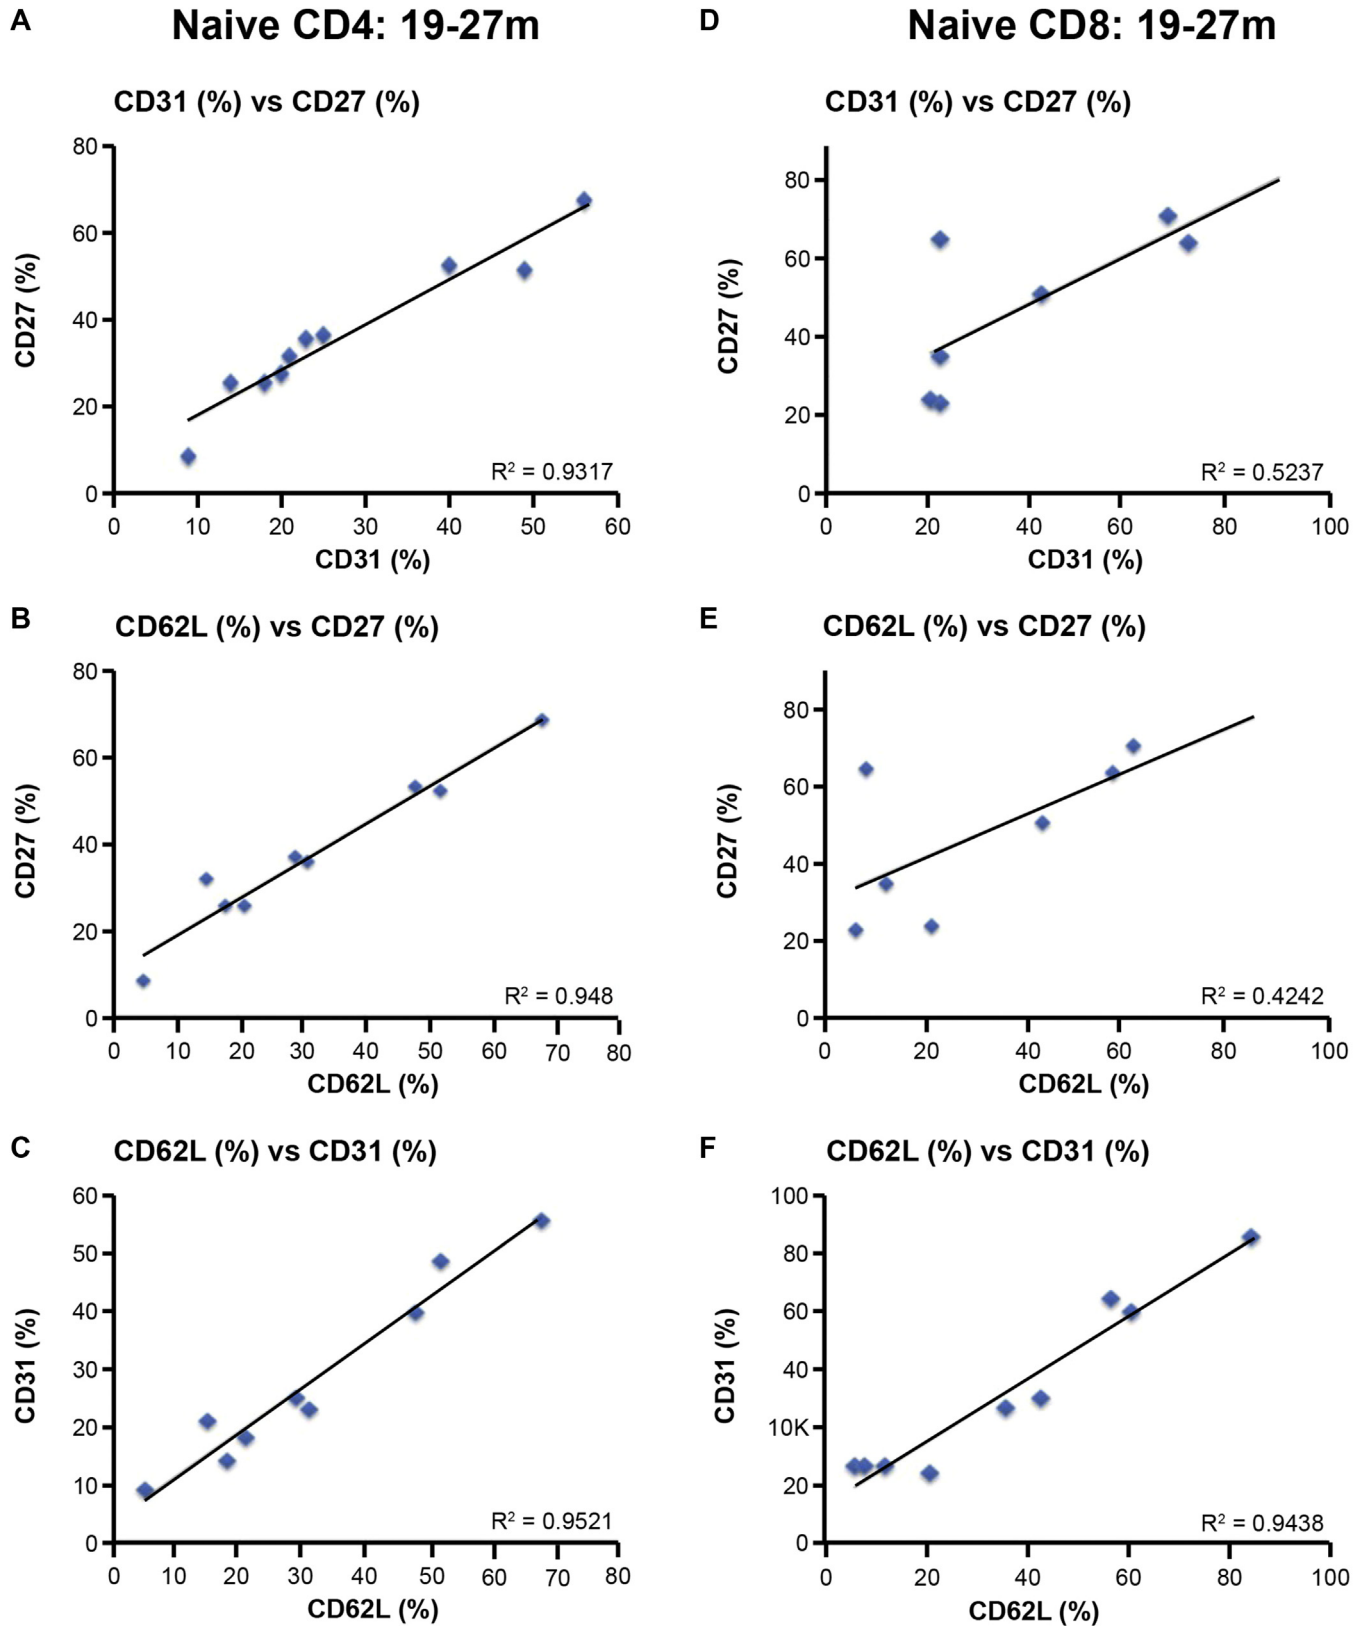 A
Naive CD4: 19-27m
CD31 (%) vs CD27 (%)
80
60
40
20
0
CD27 (%)
R² = 0.9317
0 10 20 30 40 50 60
CD31 (%)
B
CD62L (%) vs CD27 (%)
80
60
40
20
0
CD27 (%)
R² = 0.948
0 10 20 30 40 50 60 70 80
CD62L (%)
C
CD62L (%) vs CD31 (%)
60
50
40
30
20
10
0
CD31 (%)
R² = 0.9521
0 10 20 30 40 50 60 70 80
CD62L (%)
D
Naive CD8: 19-27m
CD31 (%) vs CD27 (%)
80
60
40
20
0
CD27 (%)
R² = 0.5237
0 20 40 60 80 100
CD31 (%)
E
CD62L (%) vs CD27 (%)
80
60
40
20
0
CD27 (%)
R² = 0.4242
0 20 40 60 80 100
CD62L (%)
F
CD62L (%) vs CD31 (%)
100
80
60
40
10K
20
0
CD31 (%)
R² = 0.9438
0 20 40 60 80 100
CD62L (%)